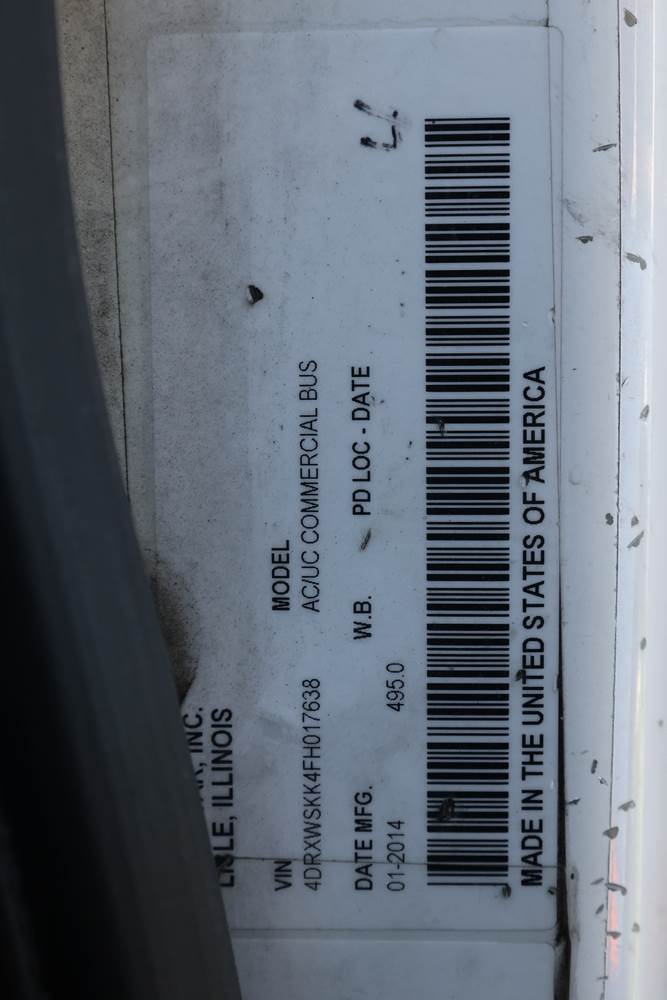 INC.
LISLE, ILLINOIS
VIN MODEL
4DRXWSKK4FH017638 AC/UC COMMERCIAL BUS
DATE MFG. W.B. PD LOC - DATE
01-2014 495.0
MADE IN THE UNITED STATES OF AMERICA